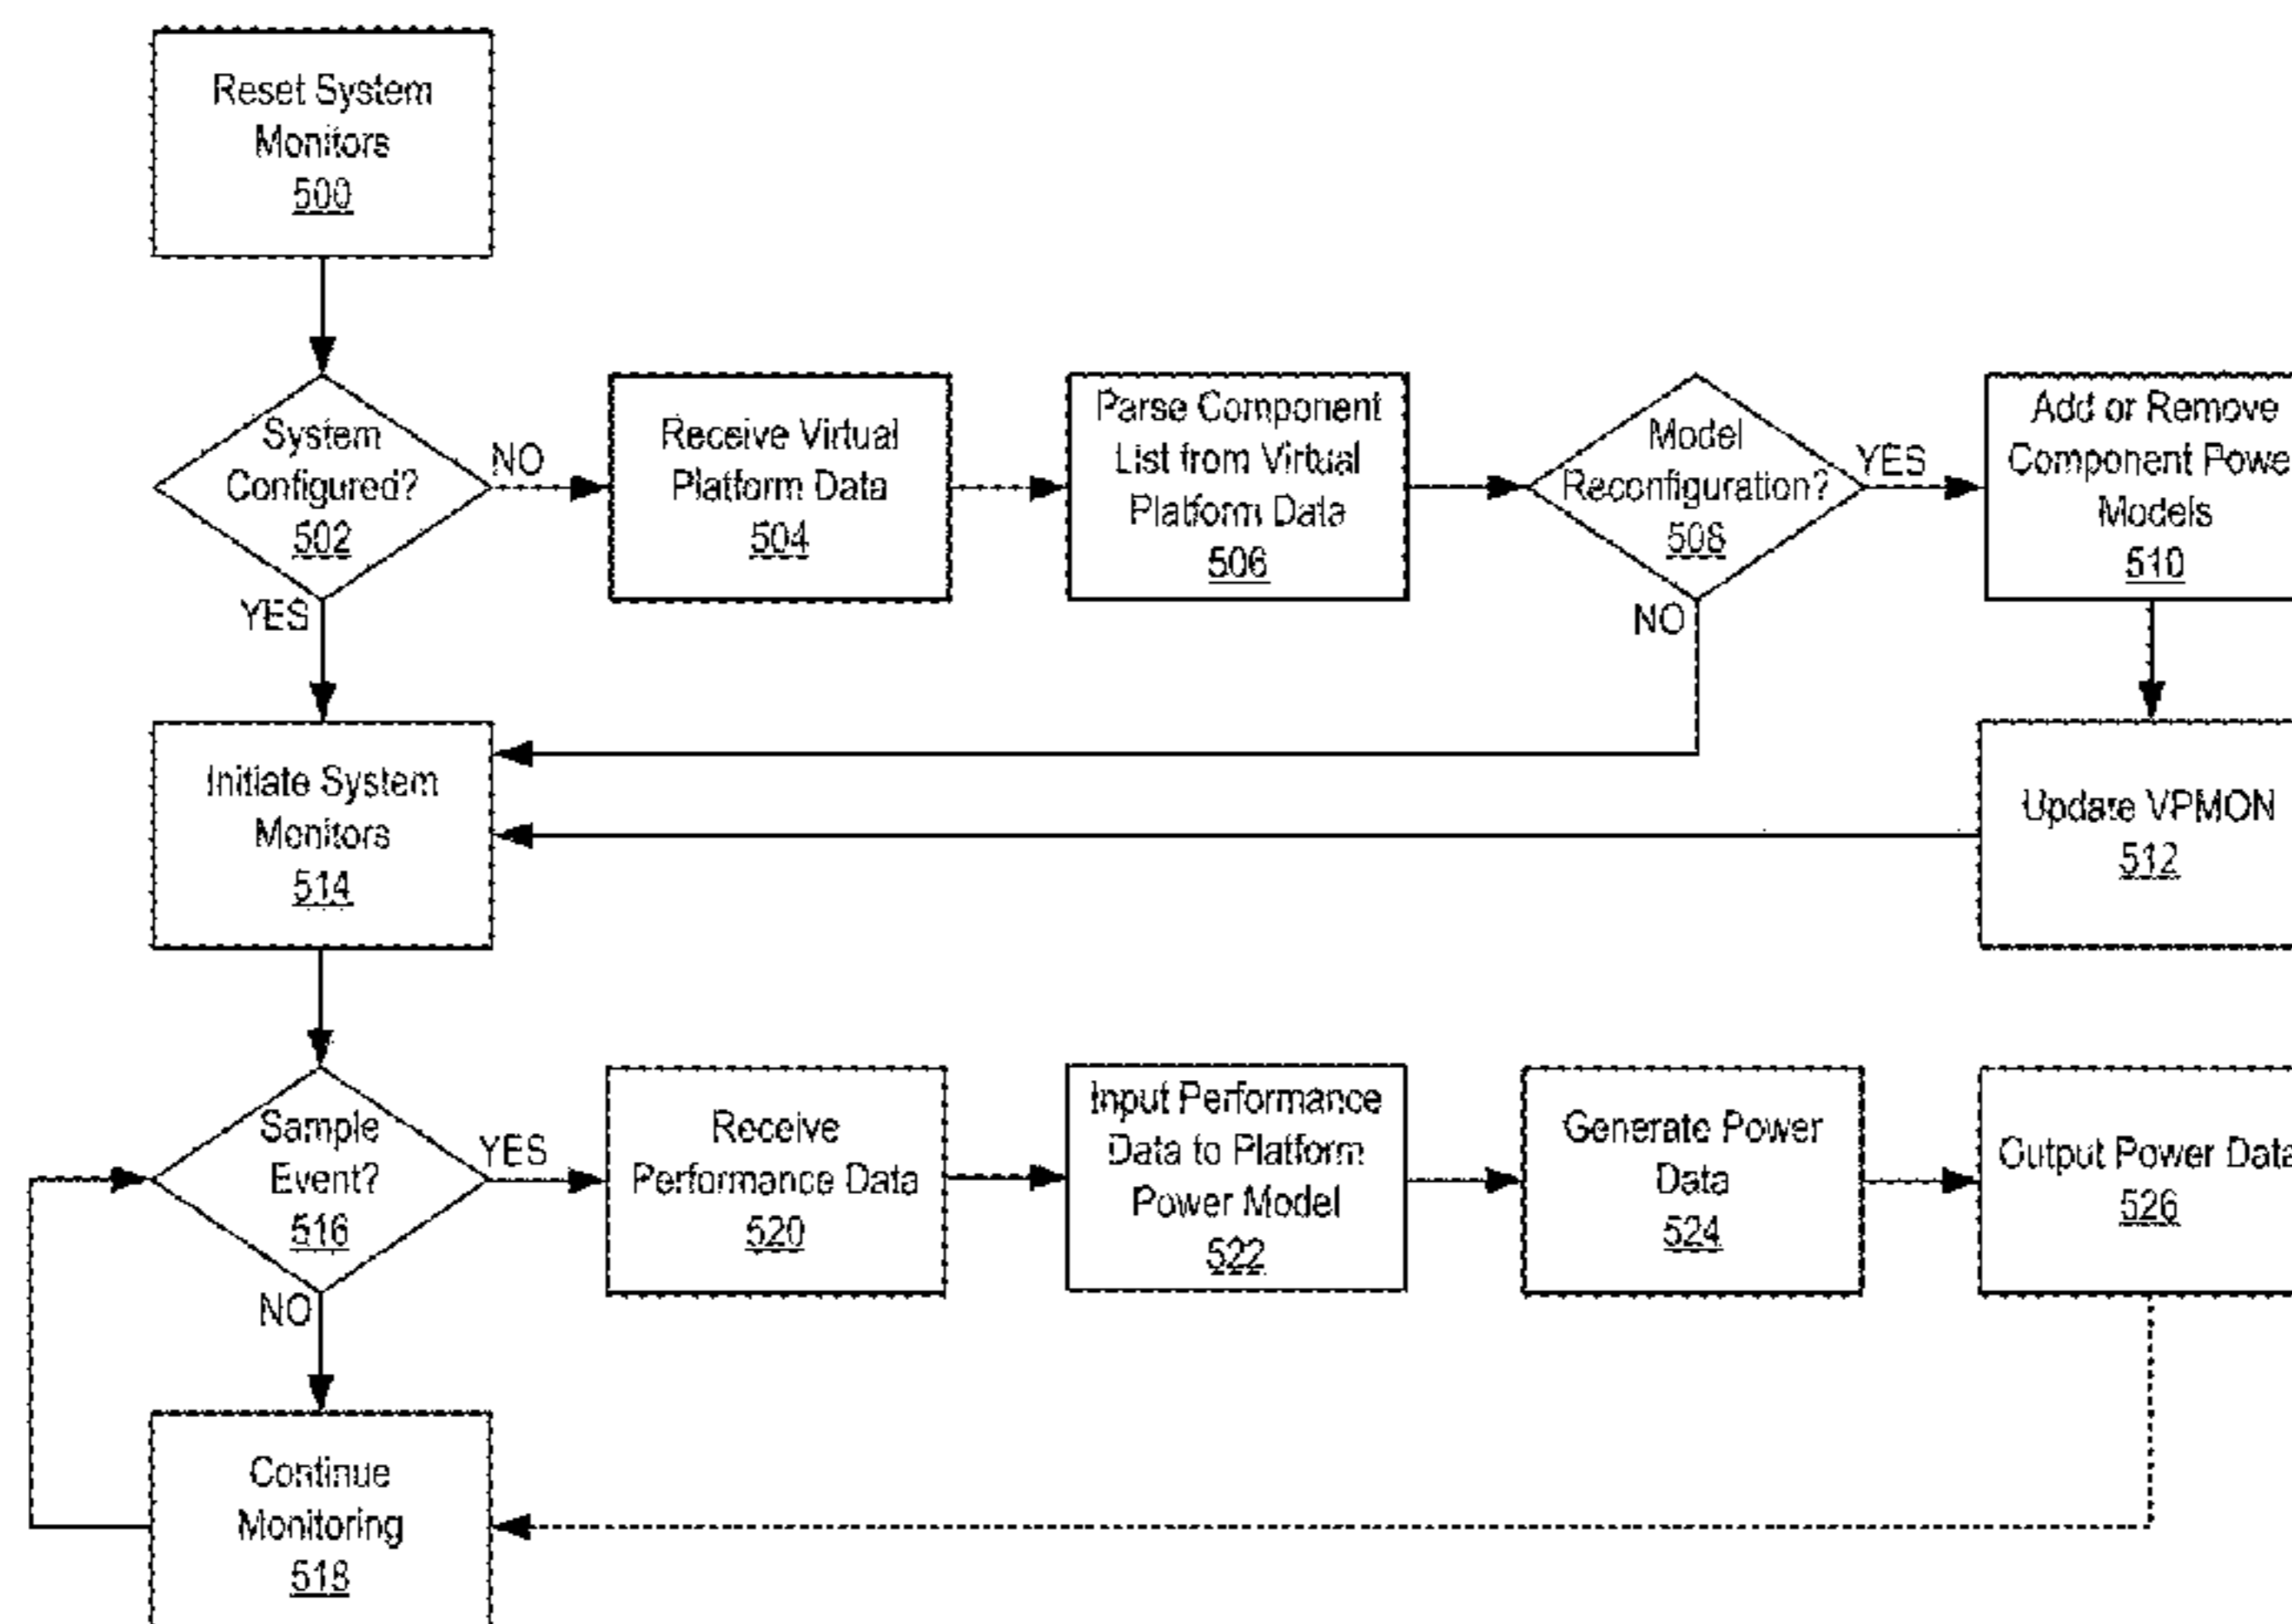 Reset System
Monitors
500
System
Configured?
502
NO
YES
Receive Virtual
Platform Data
504
Parse Component
List from Virtual
Platform Data
506
Model
Reconfiguration?
508
YES
NO
Add or Remove
Component Powe
Models
510
Update VPMON
512
Initiate System
Monitors
514
Sample
Event?
516
YES
NO
Receive
Performance Data
520
Input Performance
Data to Platform
Power Model
522
Generate Power
Data
524
Output Power Data
526
Continue
Monitoring
518